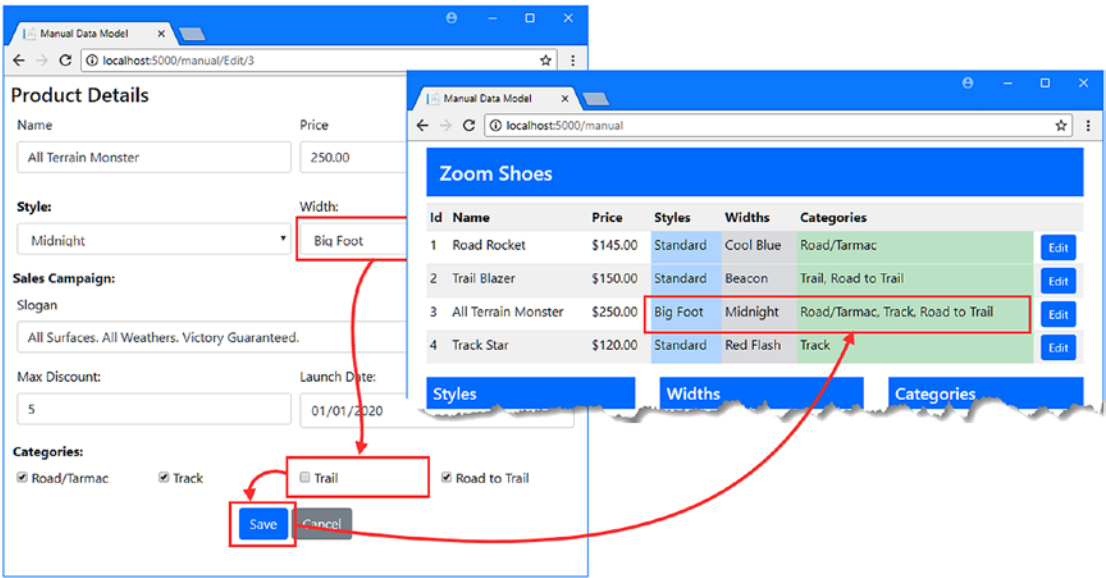 Manual Data Model
localhost:5000/manual/Edit/3
Product Details
Name Price
All Terrain Monster 250.00
Style: Width:
Midnight Big Foot
Sales Campaign:
Slogan
All Surfaces. All Weathers. Victory Guaranteed.
Max Discount: Launch Date:
5 01/01/2020
Categories:
Road/Tarmac Track Trail Road to Trail
Save Cancel
Manual Data Model
localhost:5000/manual
Zoom Shoes
Id Name Price Styles Widths Categories
1 Road Rocket $145.00 Standard Cool Blue Road/Tarmac Edit
2 Trail Blazer $150.00 Standard Beacon Trail, Road to Trail Edit
3 All Terrain Monster $250.00 Big Foot Midnight Road/Tarmac, Track, Road to Trail Edit
4 Track Star $120.00 Standard Red Flash Track Edit
Styles Widths Categories